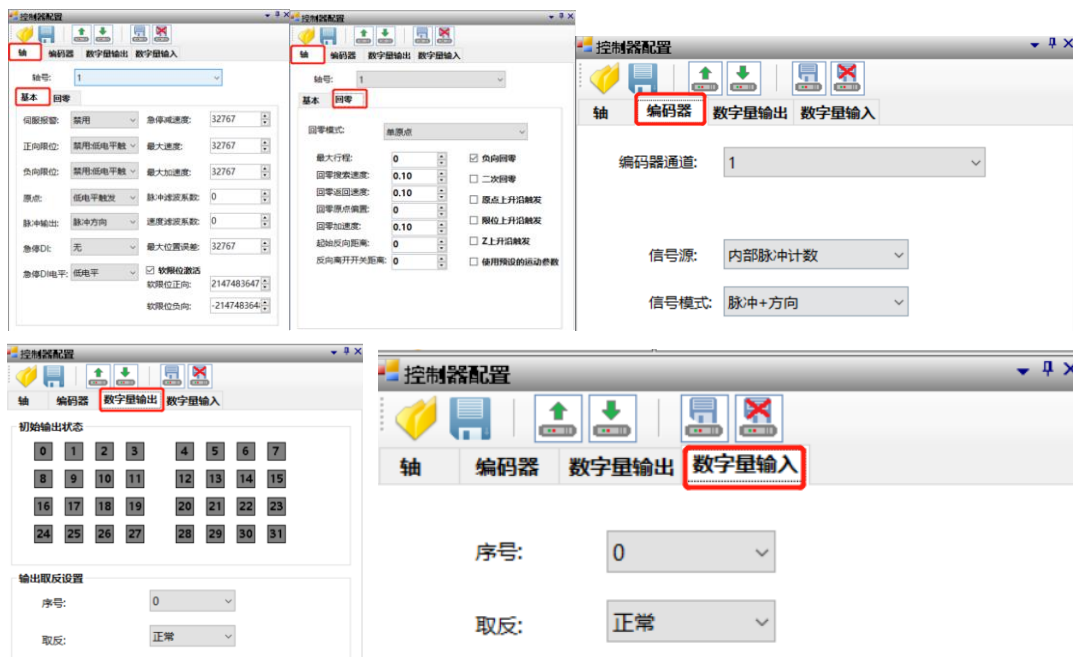 控制器配置
轴 编码器 数字量输出 数字量输入
轴号: 1
基本 回零
伺服报警: 禁用 急停减速度: 32767
正向限位: 禁用:低电平触 最大速度: 32767
负向限位: 禁用:低电平触 最大加速度: 32767
原点: 低电平触发 脉冲滤波系数: 0
脉冲输出: 脉冲方向 速度滤波系数: 0
急停DI: 无 最大位置误差: 32767
急停DI电平: 低电平 软限位激活
软限位正向: 2147483647
软限位负向: -214748364
控制器配置
轴 编码器 数字量输出 数字量输入
轴号: 1
基本 回零
回零模式: 单原点
最大行程: 0 负向回零
回零搜索速度: 0.10 二次回零
回零返回速度: 0.10 原点上升沿触发
回零原点偏置: 0 限位上升沿触发
回零加速度: 0.10 Z上升沿触发
起始反向距离: 0 使用预设的运动参数
反向离开开关距离: 0
控制器配置
轴 编码器 数字量输出 数字量输入
编码器通道: 1
信号源: 内部脉冲计数
信号模式: 脉冲+方向
控制器配置
轴 编码器 数字量输出 数字量输入
初始输出状态
0 1 2 3 4 5 6 7
8 9 10 11 12 13 14 15
16 17 18 19 20 21 22 23
24 25 26 27 28 29 30 31
输出取反设置
序号: 0
取反: 正常
控制器配置
轴 编码器 数字量输出 数字量输入
序号: 0
取反: 正常